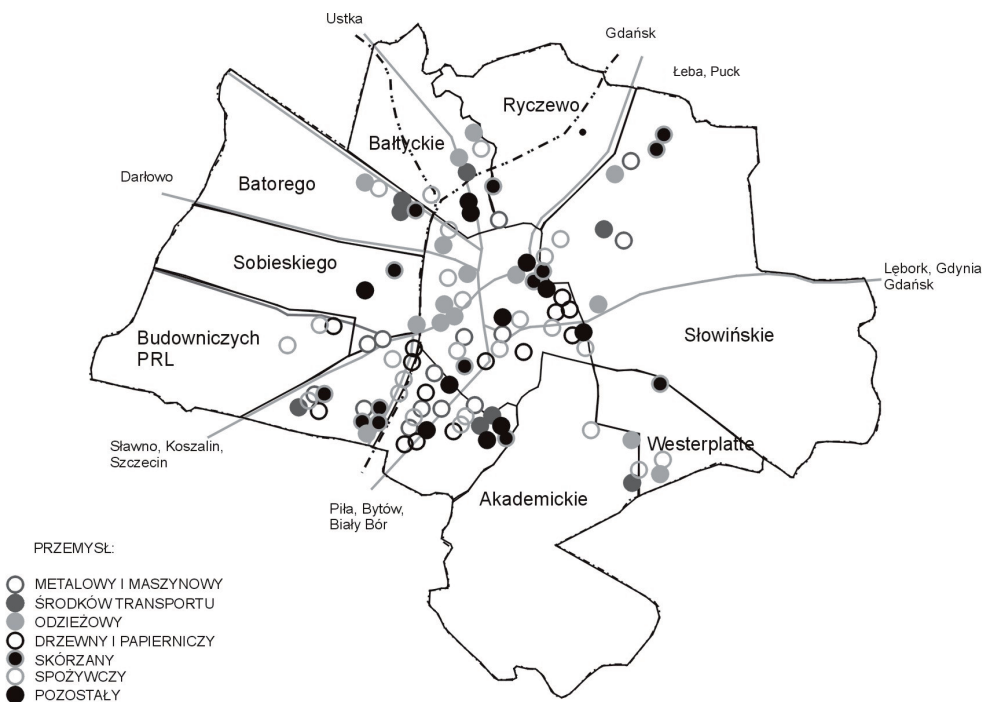 Ustka
Gdańsk
Łeba, Puck
Ryczewo
Bałtyckie
Darłowo
Batorego
Sobieskiego
Lębork, Gdynia
Gdańsk
Budowniczych
PRL
Słowińskie
Sławno, Koszalin,
Szczecin
Westerplatte
Akademickie
Piła, Bytów,
Biały Bór
PRZEMYSŁ:
METALOWY I MASZYNOWY
ŚRODKÓW TRANSPORTU
ODZIEŻOWY
DRZEWNY I PAPIERNICZY
SKÓRZANY
SPOŻYWCZY
POZOSTAŁY